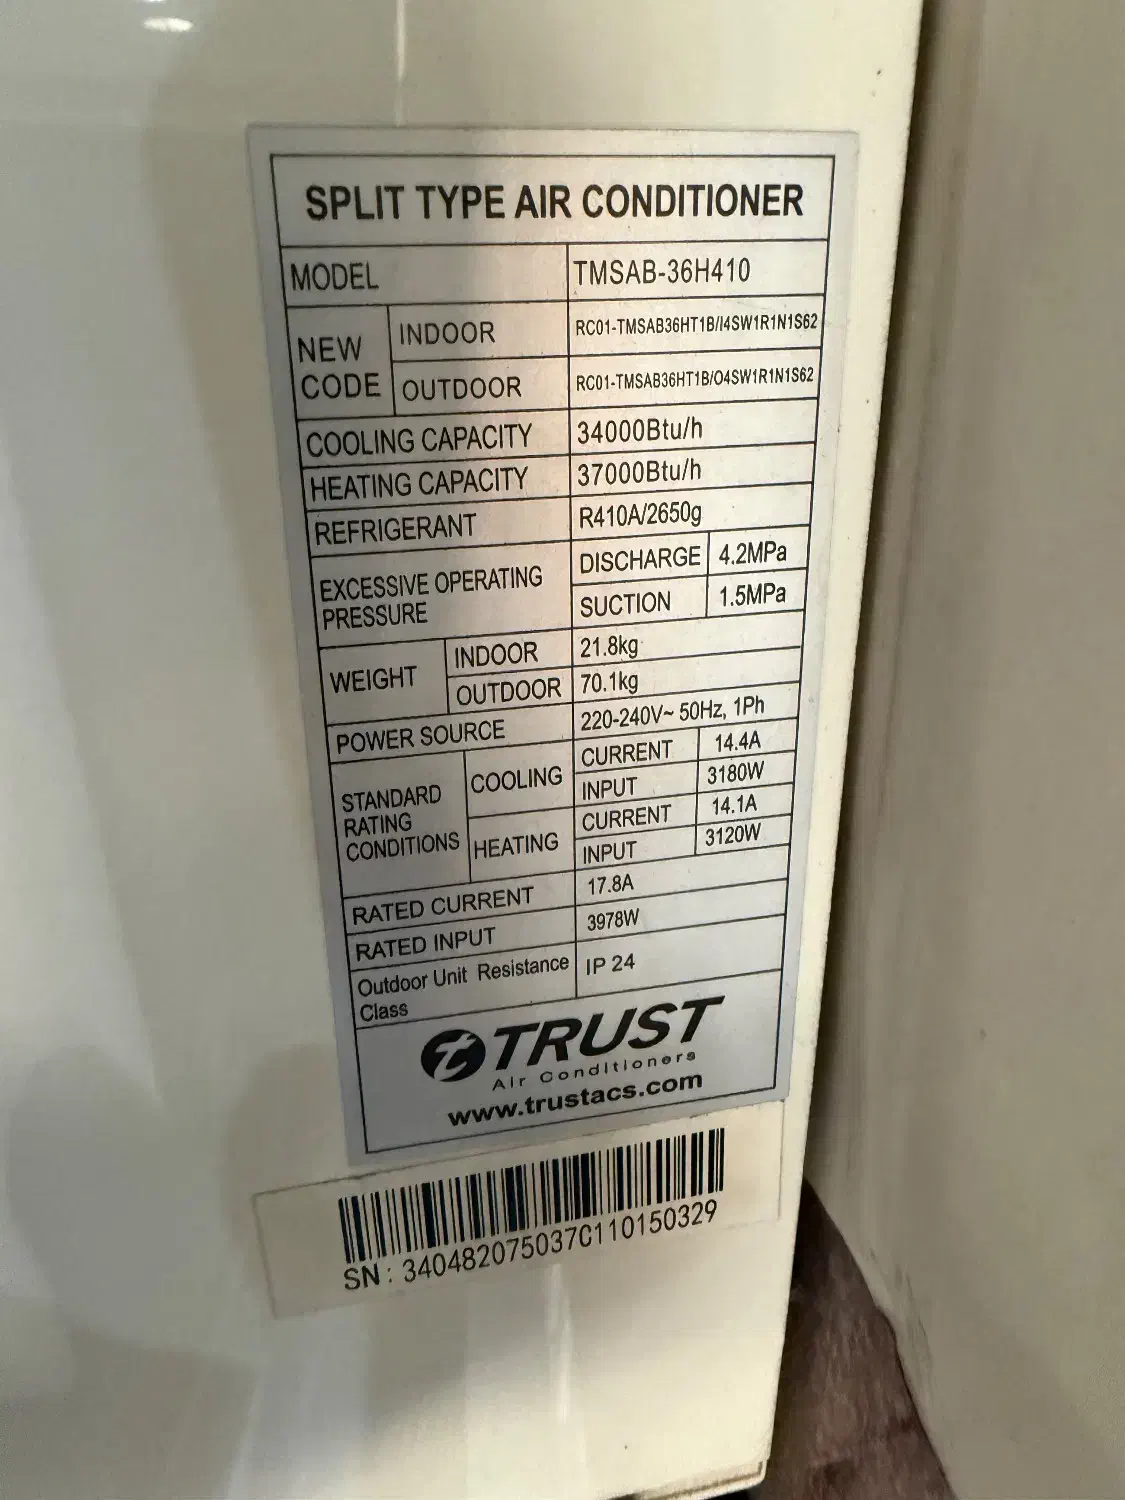 SPLIT TYPE AIR CONDITIONER
MODEL TMSAB-36H410
NEW CODE INDOOR RC01-TMSAB36HT1B/I4SW1R1N1S62
OUTDOOR RC01-TMSAB36HT1B/O4SW1R1N1S62
COOLING CAPACITY 34000Btu/h
HEATING CAPACITY 37000Btu/h
REFRIGERANT R410A/2650g
EXCESSIVE OPERATING PRESSURE DISCHARGE 4.2MPa
SUCTION 1.5MPa
WEIGHT INDOOR 21.8kg
OUTDOOR 70.1kg
POWER SOURCE 220-240V~ 50Hz, 1Ph
STANDARD RATING CONDITIONS COOLING CURRENT 14.4A
INPUT 3180W
HEATING CURRENT 14.1A
INPUT 3120W
RATED CURRENT 17.8A
RATED INPUT 3978W
Outdoor Unit Resistance Class IP 24
TRUST
Air Conditioners
www.trustacs.com
SN: 340482075037C110150329